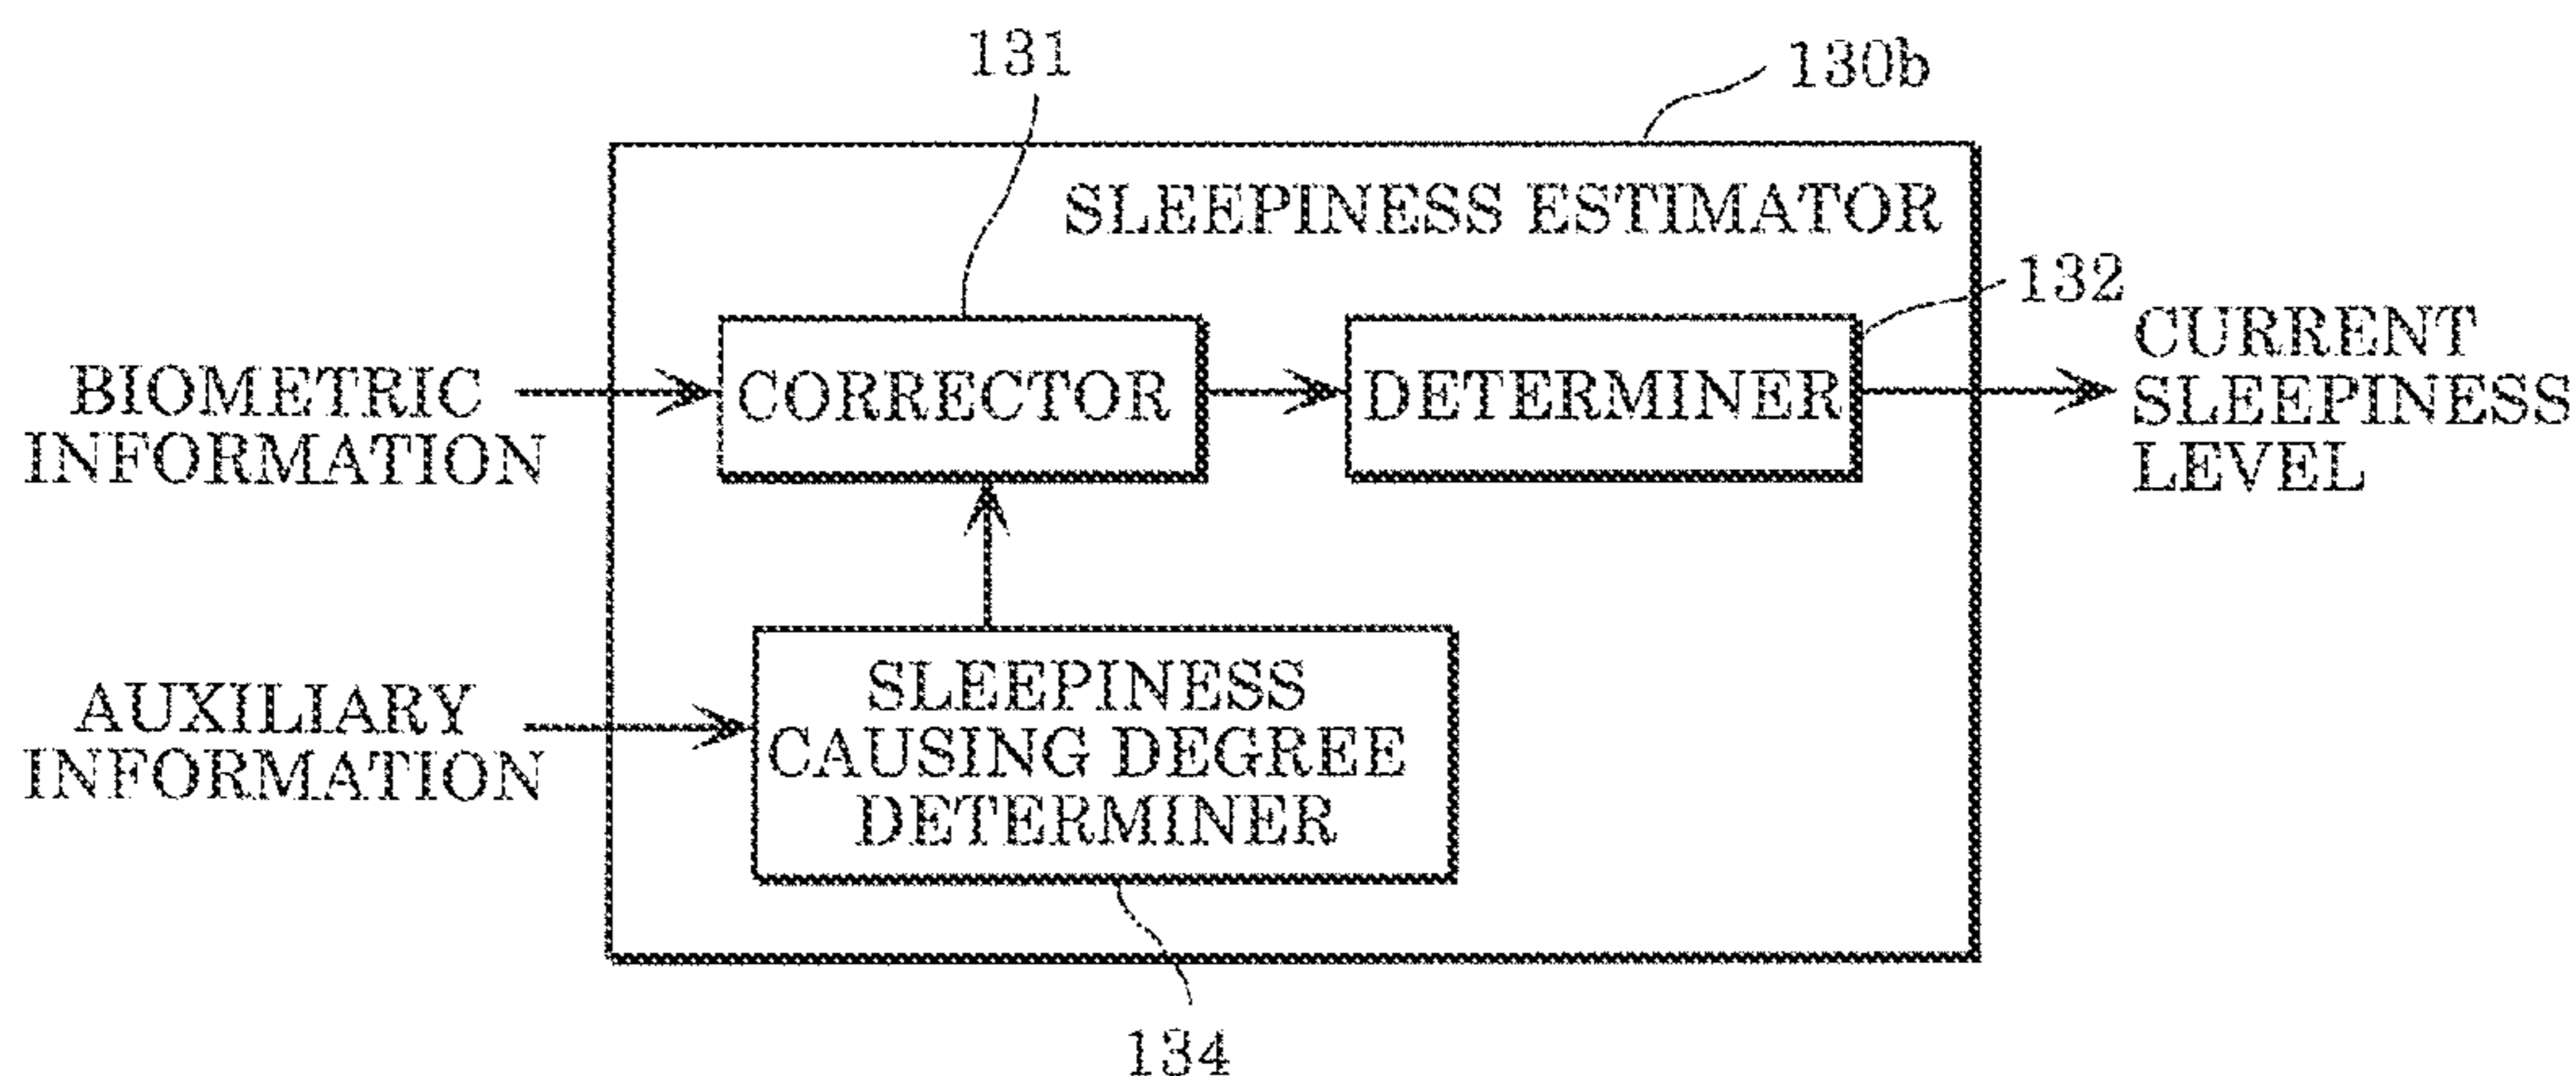 131
130b
SLEEPINESS ESTIMATOR
132
BIOMETRIC
INFORMATION
CORRECTOR
DETERMINER
CURRENT
SLEEPINESS
LEVEL
AUXILIARY
INFORMATION
SLEEPINESS
CAUSING DEGREE
DETERMINER
134